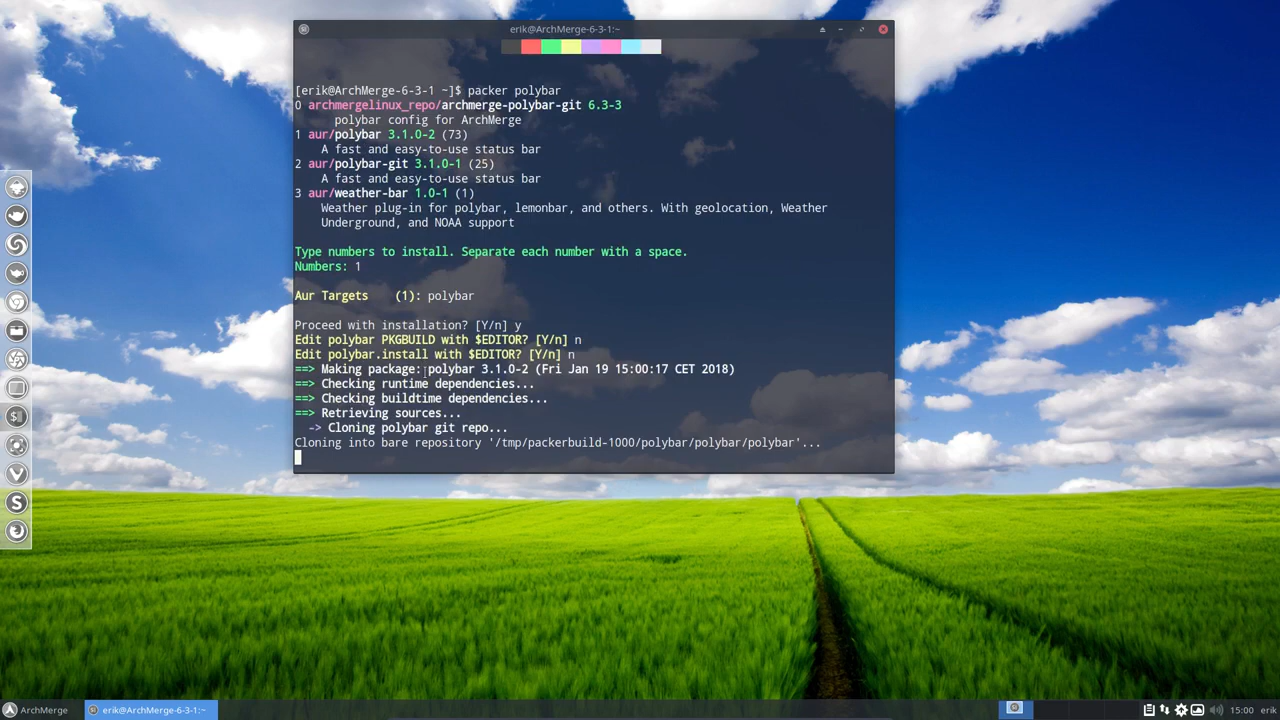 erik@ArchMerge-6-3-1:~
[erik@ArchMerge-6-3-1 ~]$ packer polybar
0 archmergelinux_repo/archmerge-polybar-git 6.3-3
polybar config for ArchMerge
1 aur/polybar 3.1.0-2 (73)
A fast and easy-to-use status bar
2 aur/polybar-git 3.1.0-1 (25)
A fast and easy-to-use status bar
3 aur/weather-bar 1.0-1 (1)
Weather plug-in for polybar, lemonbar, and others. With geolocation, Weather
Underground, and NOAA support
Type numbers to install. Separate each number with a space.
Numbers: 1
Aur Targets (1): polybar
Proceed with installation? [Y/n] y
Edit polybar PKGBUILD with $EDITOR? [Y/n] n
Edit polybar.install with $EDITOR? [Y/n] n
==> Making package: polybar 3.1.0-2 (Fri Jan 19 15:00:17 CET 2018)
==> Checking runtime dependencies...
==> Checking buildtime dependencies...
==> Retrieving sources...
-> Cloning polybar git repo...
Cloning into bare repository '/tmp/packerbuild-1000/polybar/polybar/polybar'...
ArchMerge
erik@ArchMerge-6-3-1:~
15:00
erik